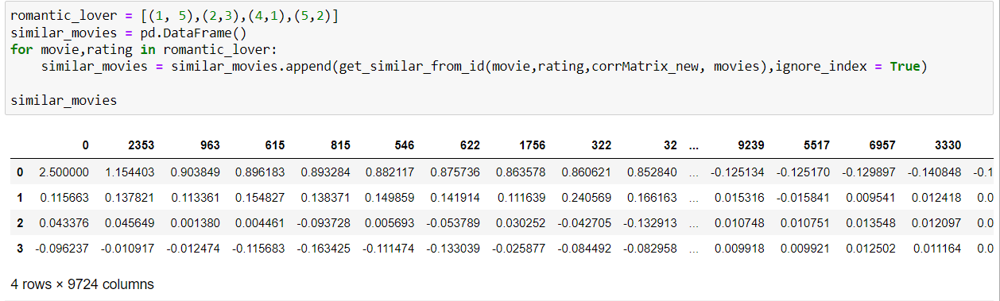 romantic_lover = [(1, 5),(2,3),(4,1),(5,2)]
similar_movies = pd.DataFrame()
for movie,rating in romantic_lover:
    similar_movies = similar_movies.append(get_similar_from_id(movie,rating,corrMatrix_new, movies),ignore_index = True)
similar_movies
0 2353 963 615 815 546 622 1756 322 32 ... 9239 5517 6957 3330
0 2.500000 1.154403 0.903849 0.896183 0.893284 0.882117 0.875736 0.863578 0.860621 0.852840 ... -0.125134 -0.125170 -0.129897 -0.140848 -0.1
1 0.115663 0.137821 0.113361 0.154827 0.138371 0.149859 0.141914 0.111639 0.240569 0.166163 ... 0.015316 -0.015841 0.009541 0.012418 0.0
2 0.043376 0.045649 0.001380 0.004461 -0.093728 0.005693 -0.053789 0.030252 -0.042705 -0.132913 ... 0.010748 0.010751 0.013548 0.012097 0.0
3 -0.096237 -0.010917 -0.012474 -0.115683 -0.163425 -0.111474 -0.133039 -0.025877 -0.084492 -0.082958 ... 0.009918 0.009921 0.012502 0.011164 0.0
4 rows × 9724 columns